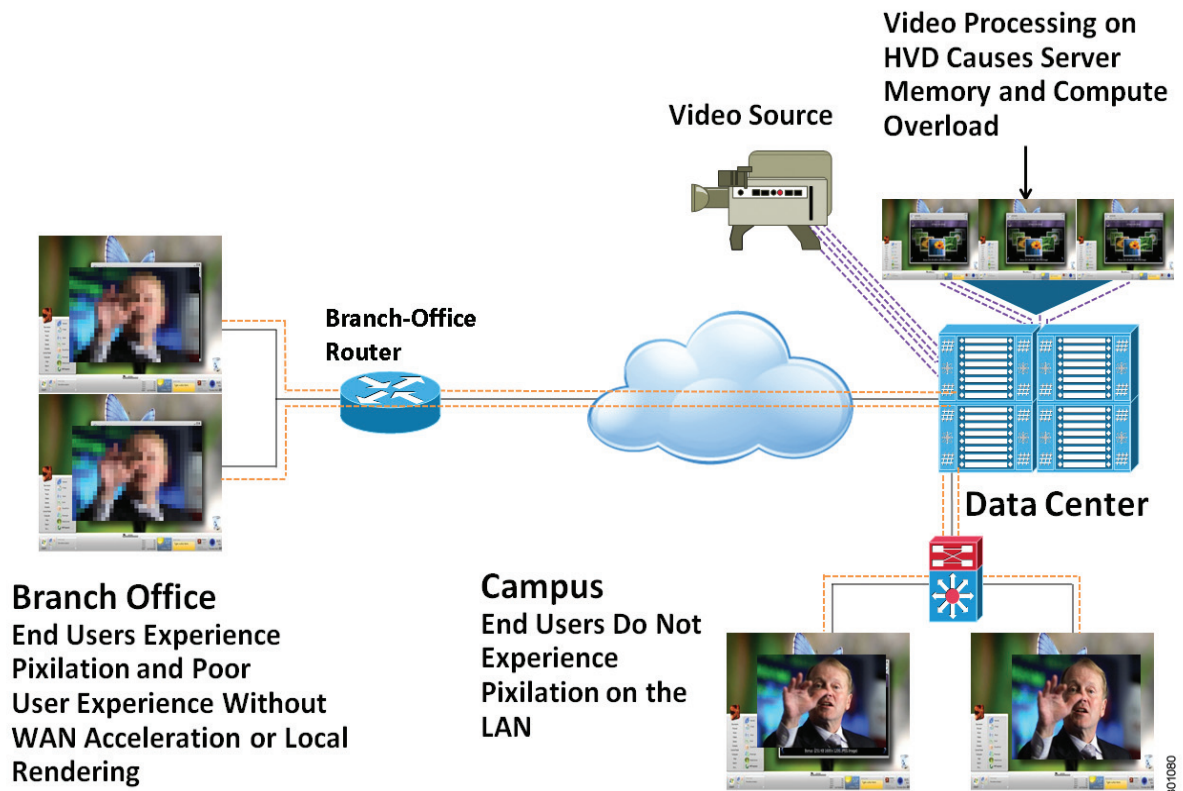 Video Processing on
HVD Causes Server
Memory and Compute
Overload
Video Source
Branch-Office
Router
Data Center
Branch Office
End Users Experience
Pixilation and Poor
User Experience Without
WAN Acceleration or Local
Rendering
Campus
End Users Do Not
Experience
Pixilation on the
LAN
301080